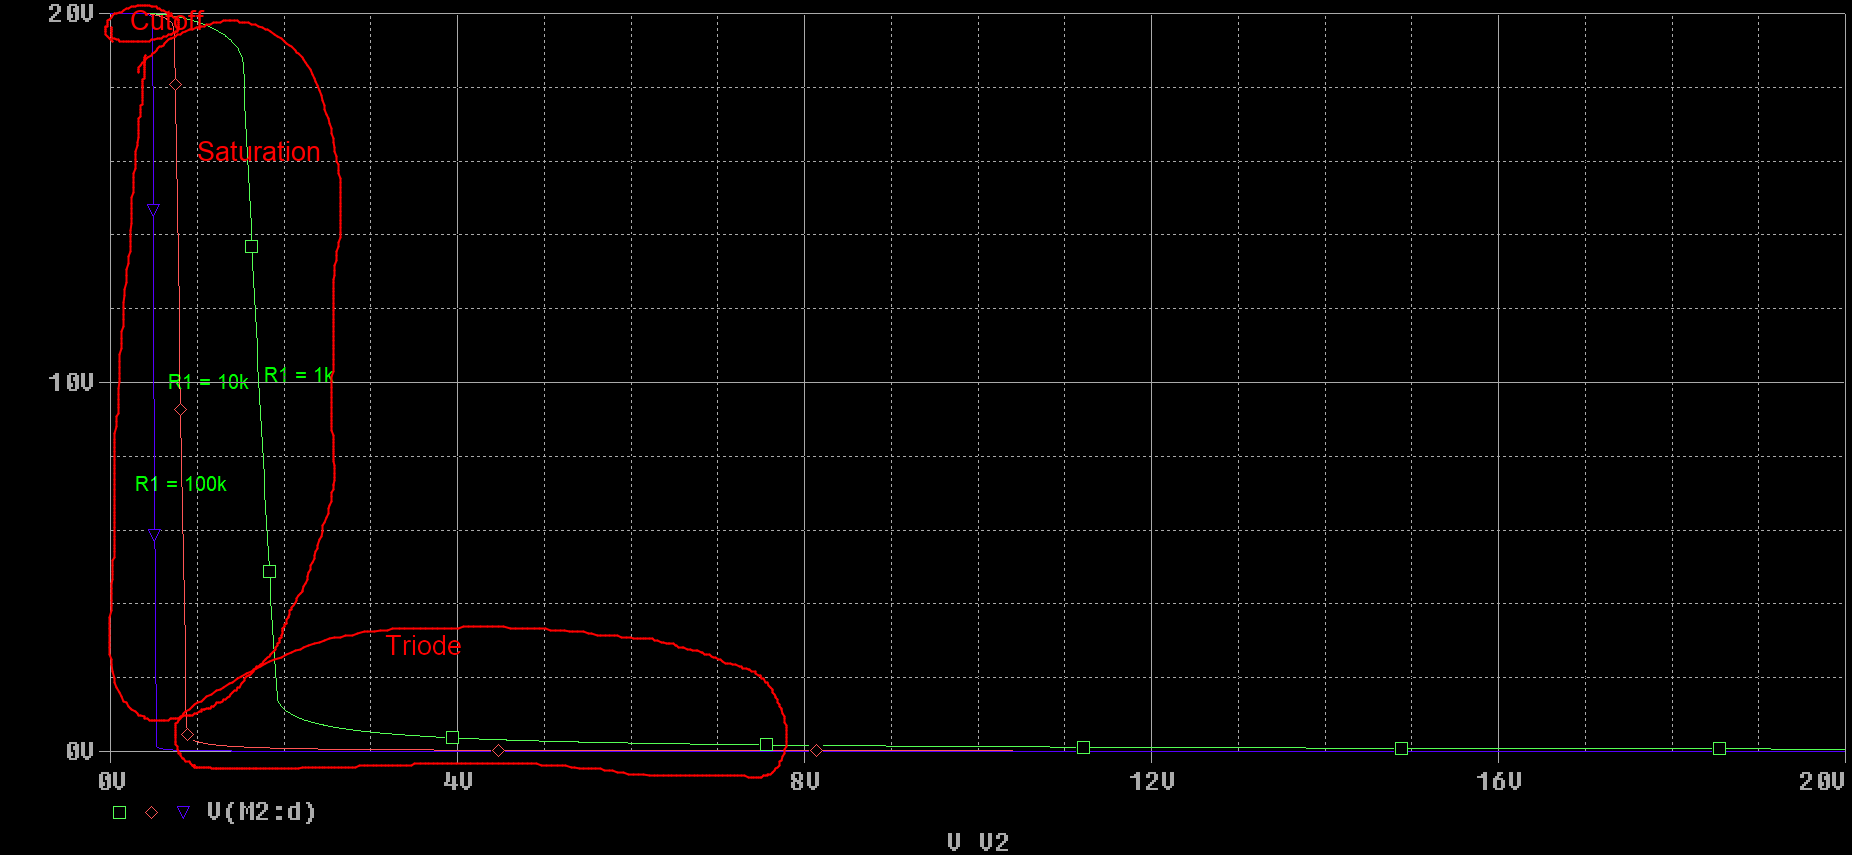 20V
Cutoff
Saturation
10V
R1 = 10k
R1 = 1k
R1 = 100k
Triode
0V
0V
4V
8V
12V
16V
20V
V(M2:d)
V_V2